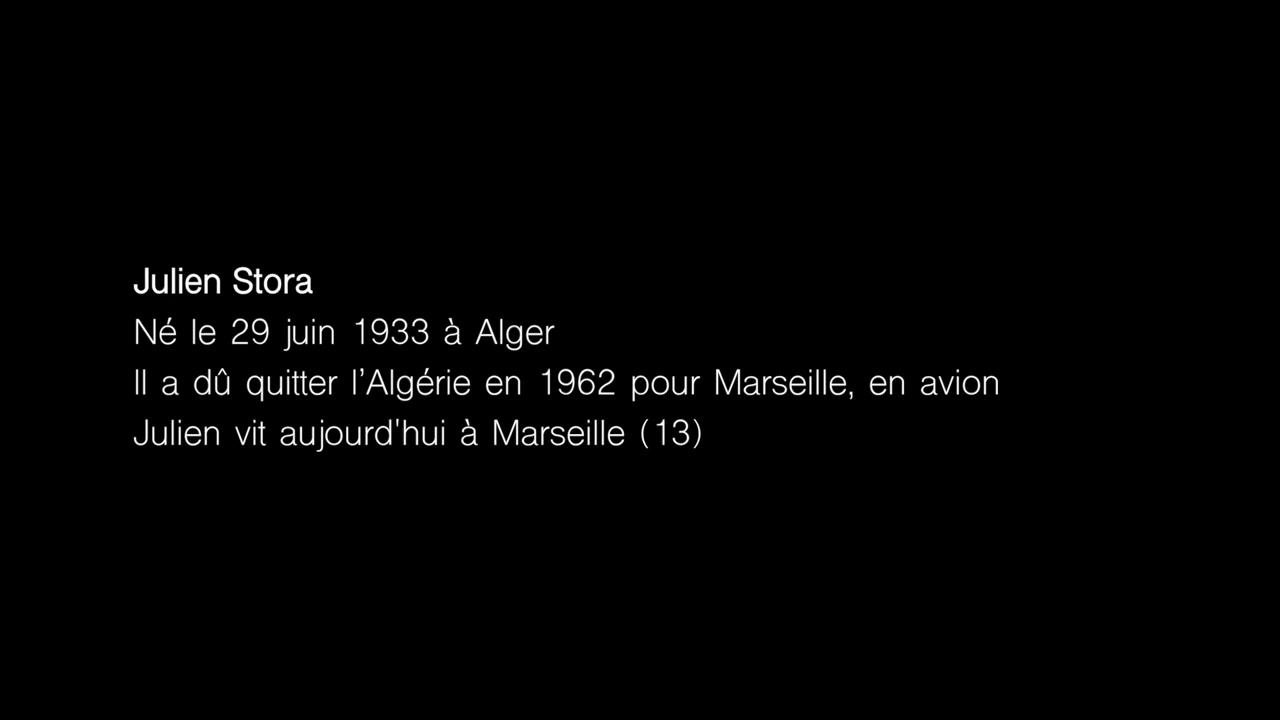 Julien Stora
Né le 29 juin 1933 à Alger
Il a dû quitter l’Algérie en 1962 pour Marseille, en avion
Julien vit aujourd'hui à Marseille (13)